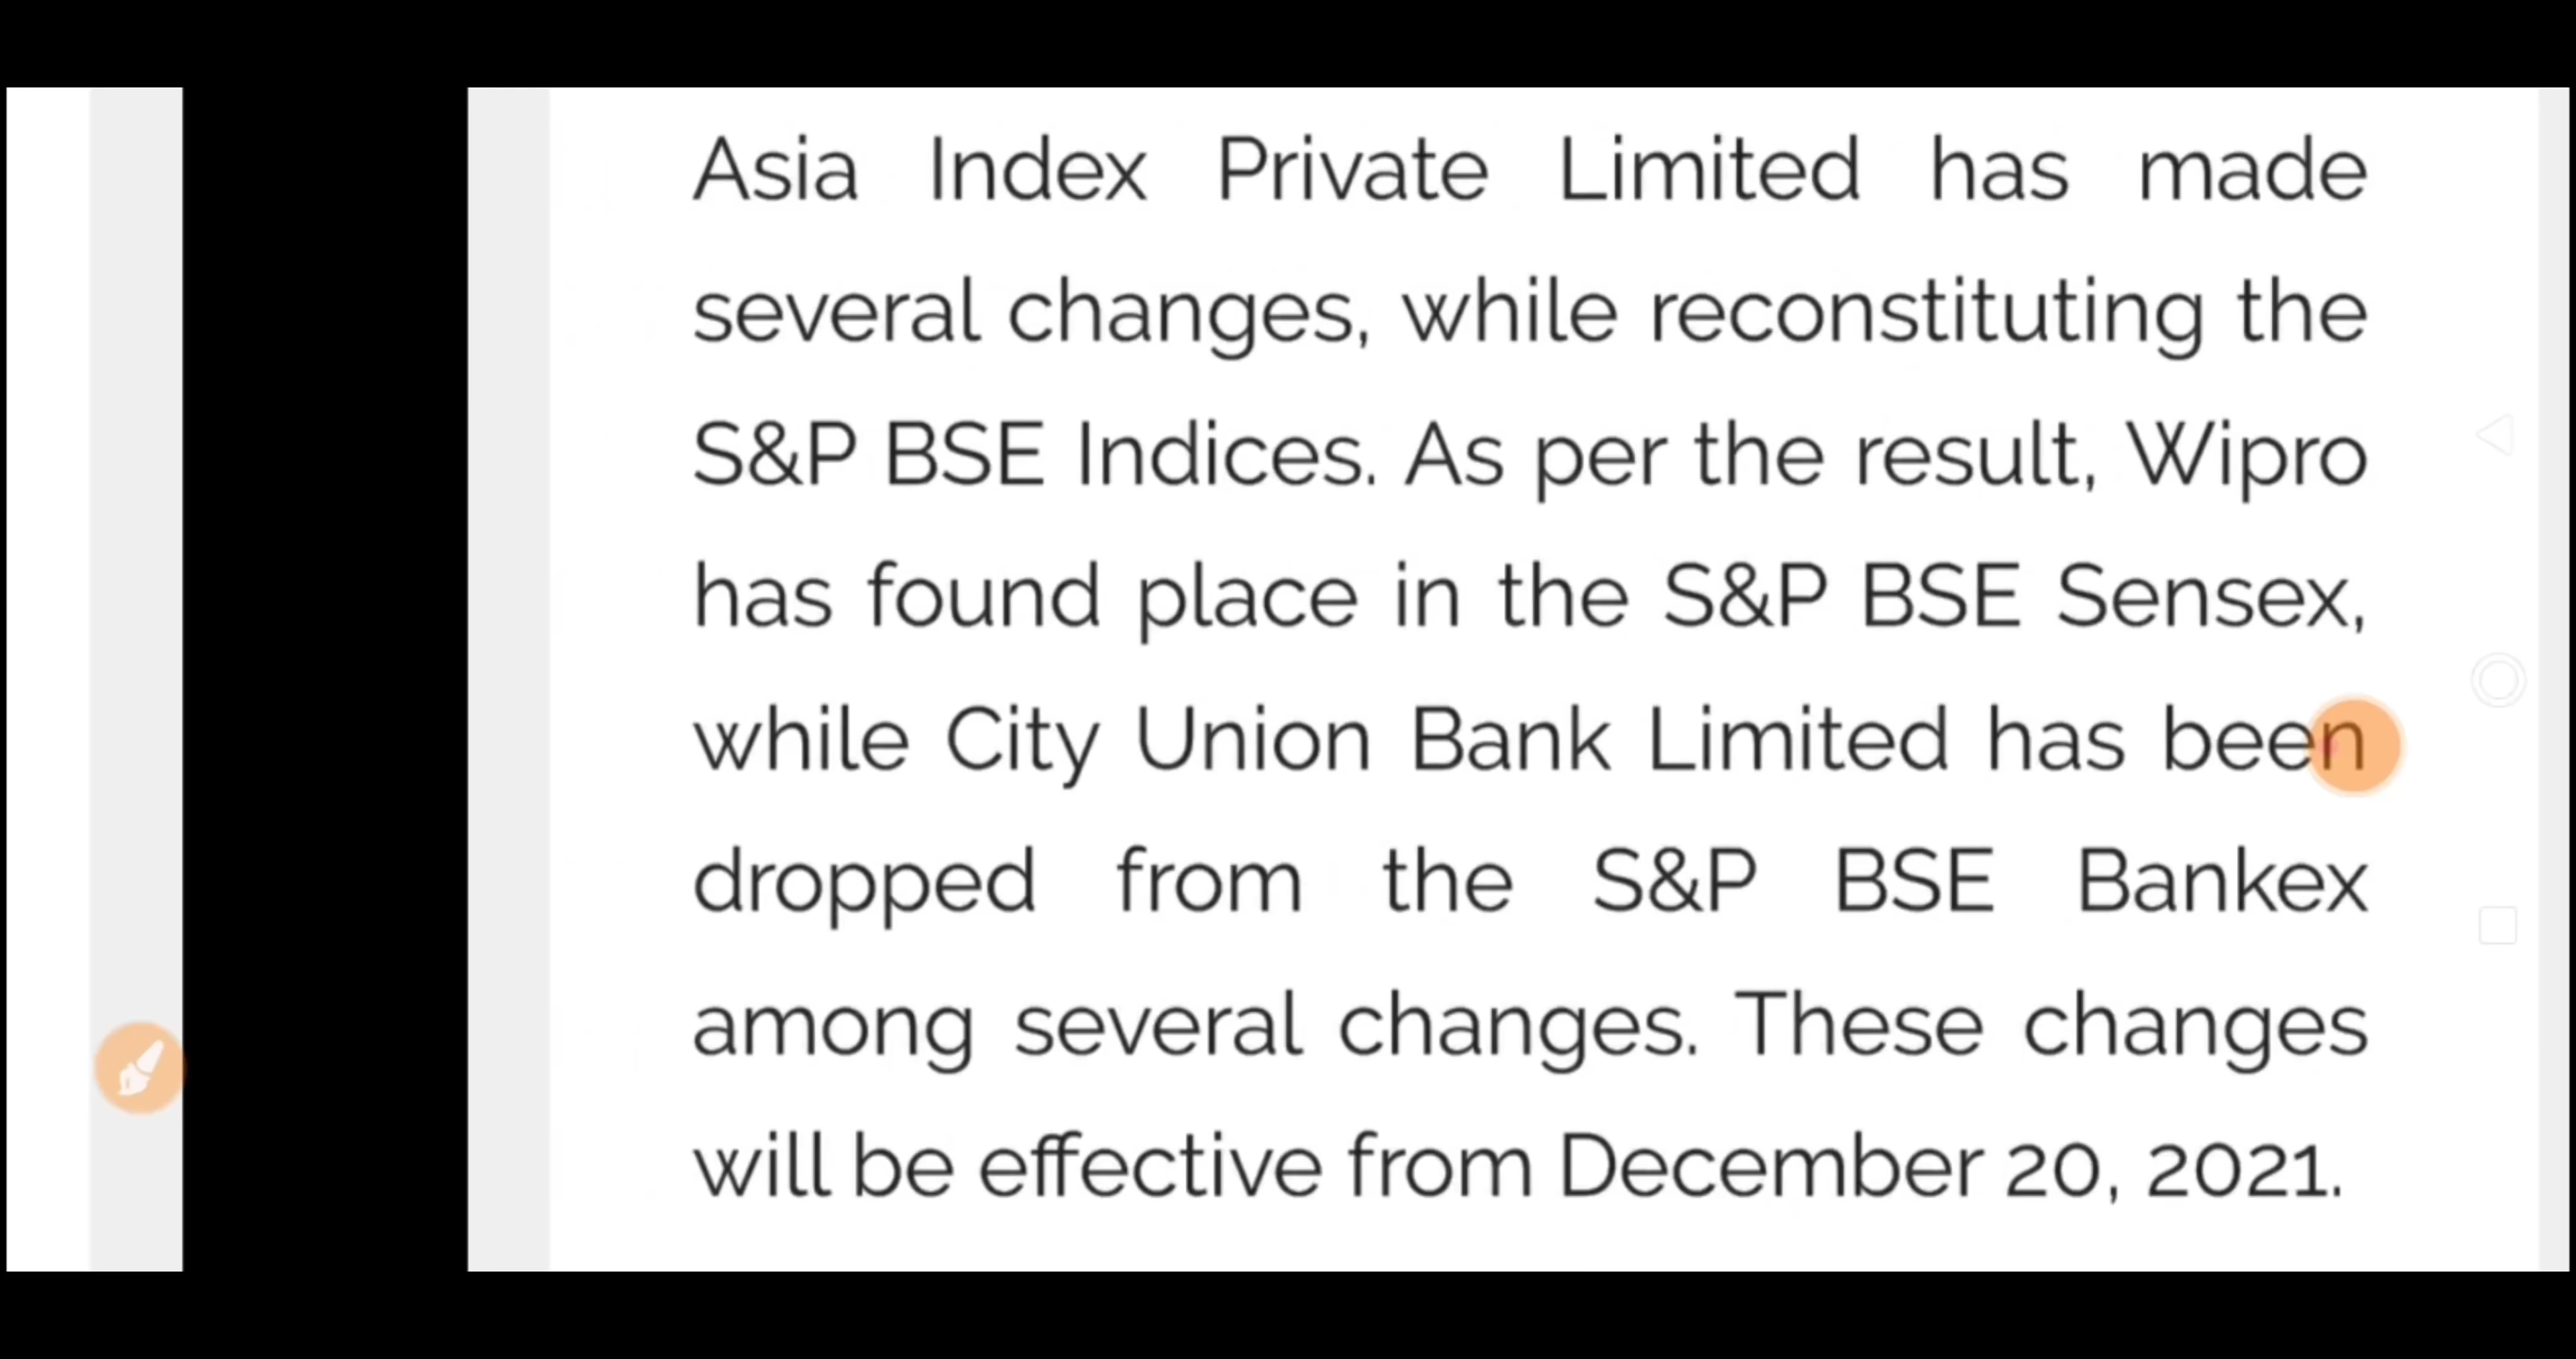 Asia Index Private Limited has made
several changes, while reconstituting the
S&P BSE Indices. As per the result, Wipro
has found place in the S&P BSE Sensex,
while City Union Bank Limited has been
dropped from the S&P BSE Bankex
among several changes. These changes
will be effective from December 20, 2021.